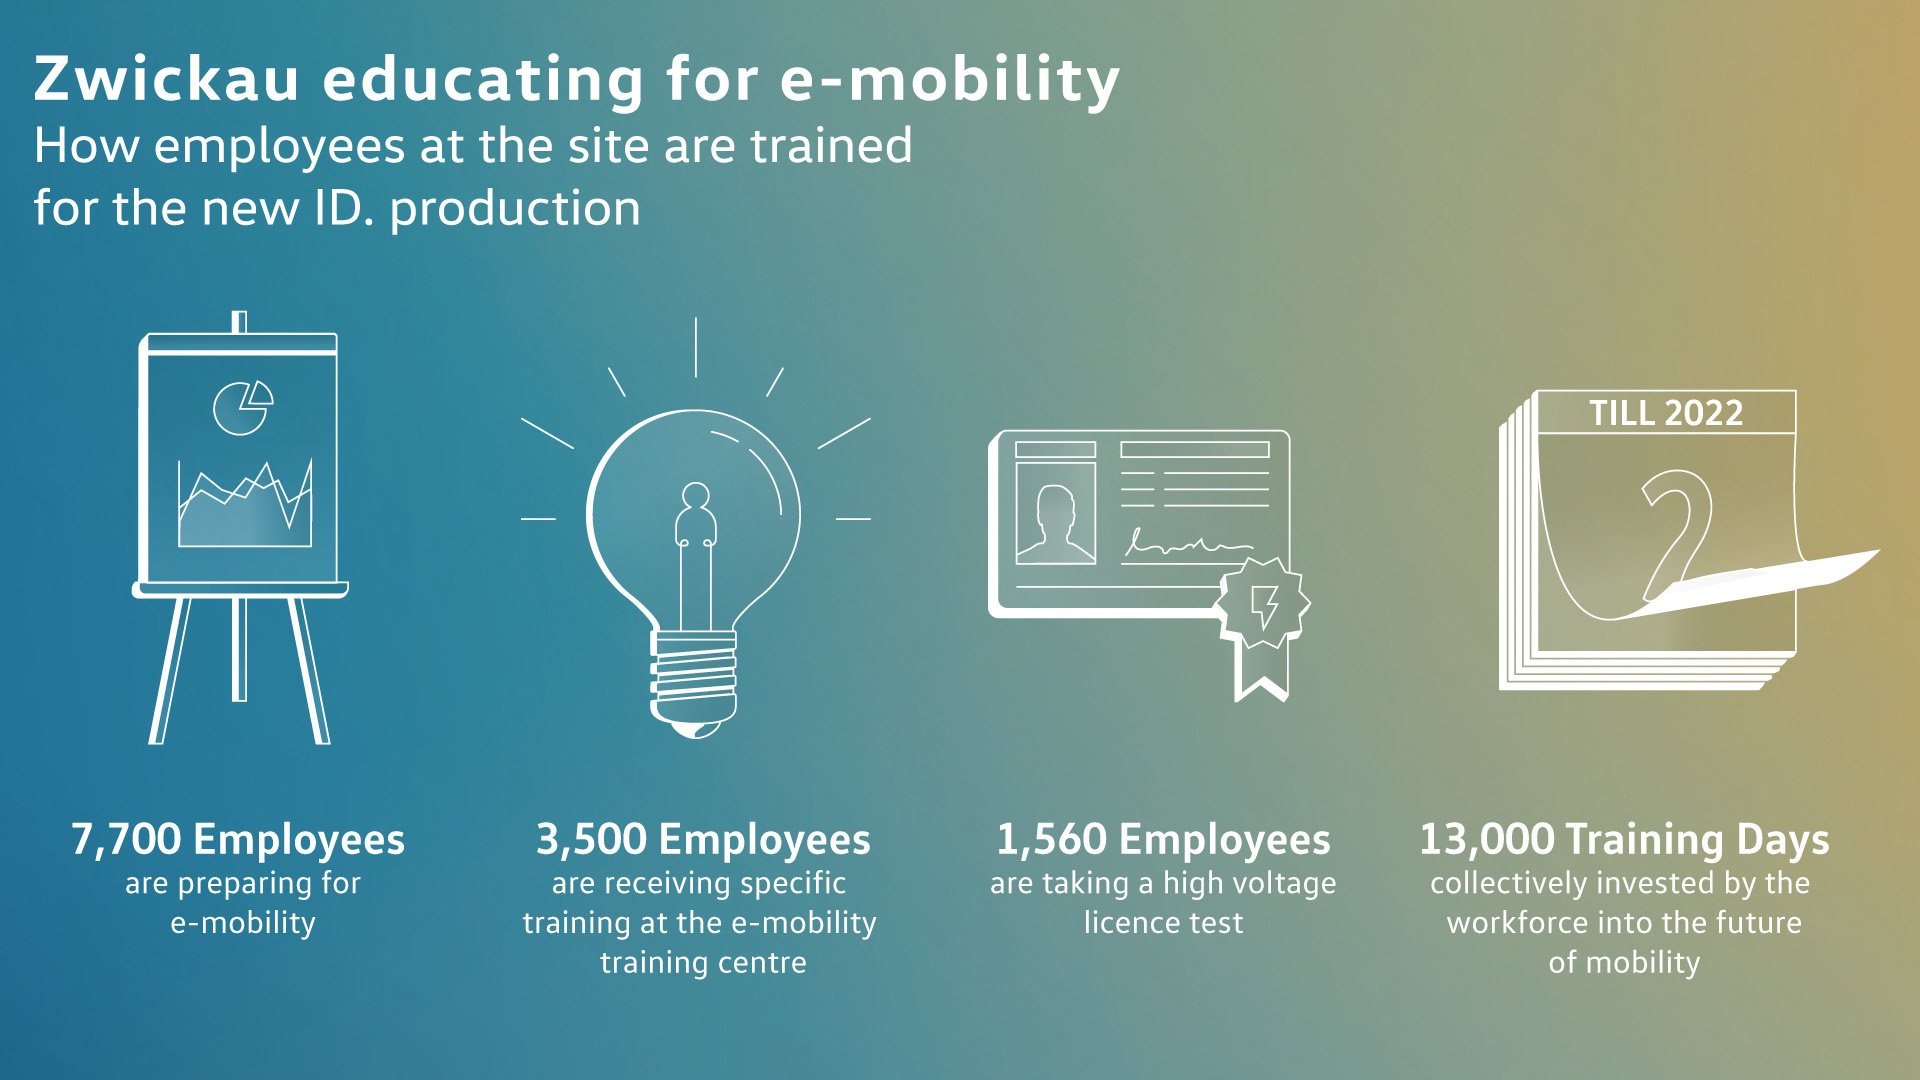 Zwickau educating for e-mobility
How employees at the site are trained
for the new ID. production
TILL 2022
2
7,700 Employees
are preparing for
e-mobility
3,500 Employees
are receiving specific
training at the e-mobility
training centre
1,560 Employees
are taking a high voltage
licence test
13,000 Training Days
collectively invested by the
workforce into the future
of mobility